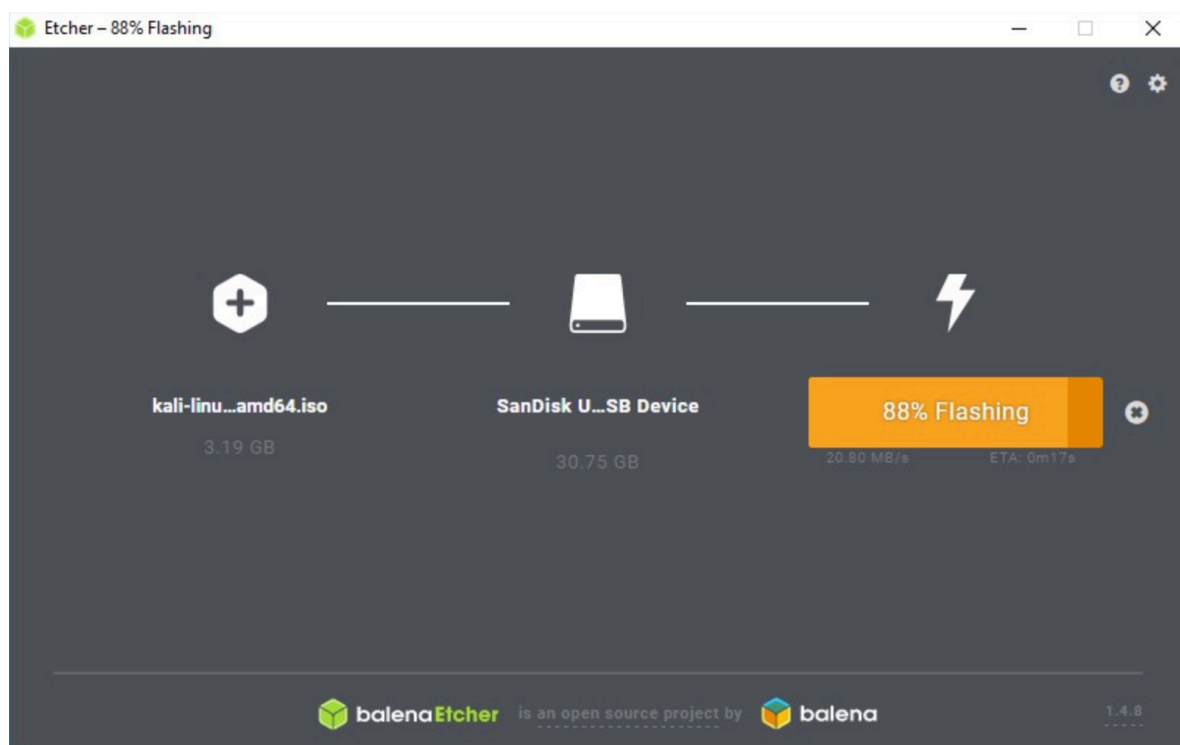 Etcher – 88% Flashing
kali-linu...amd64.iso
3.19 GB
SanDisk U...SB Device
30.75 GB
88% Flashing
20.80 MB/s ETA: 0m17s
balenaEtcher is an open source project by balena 1.4.8